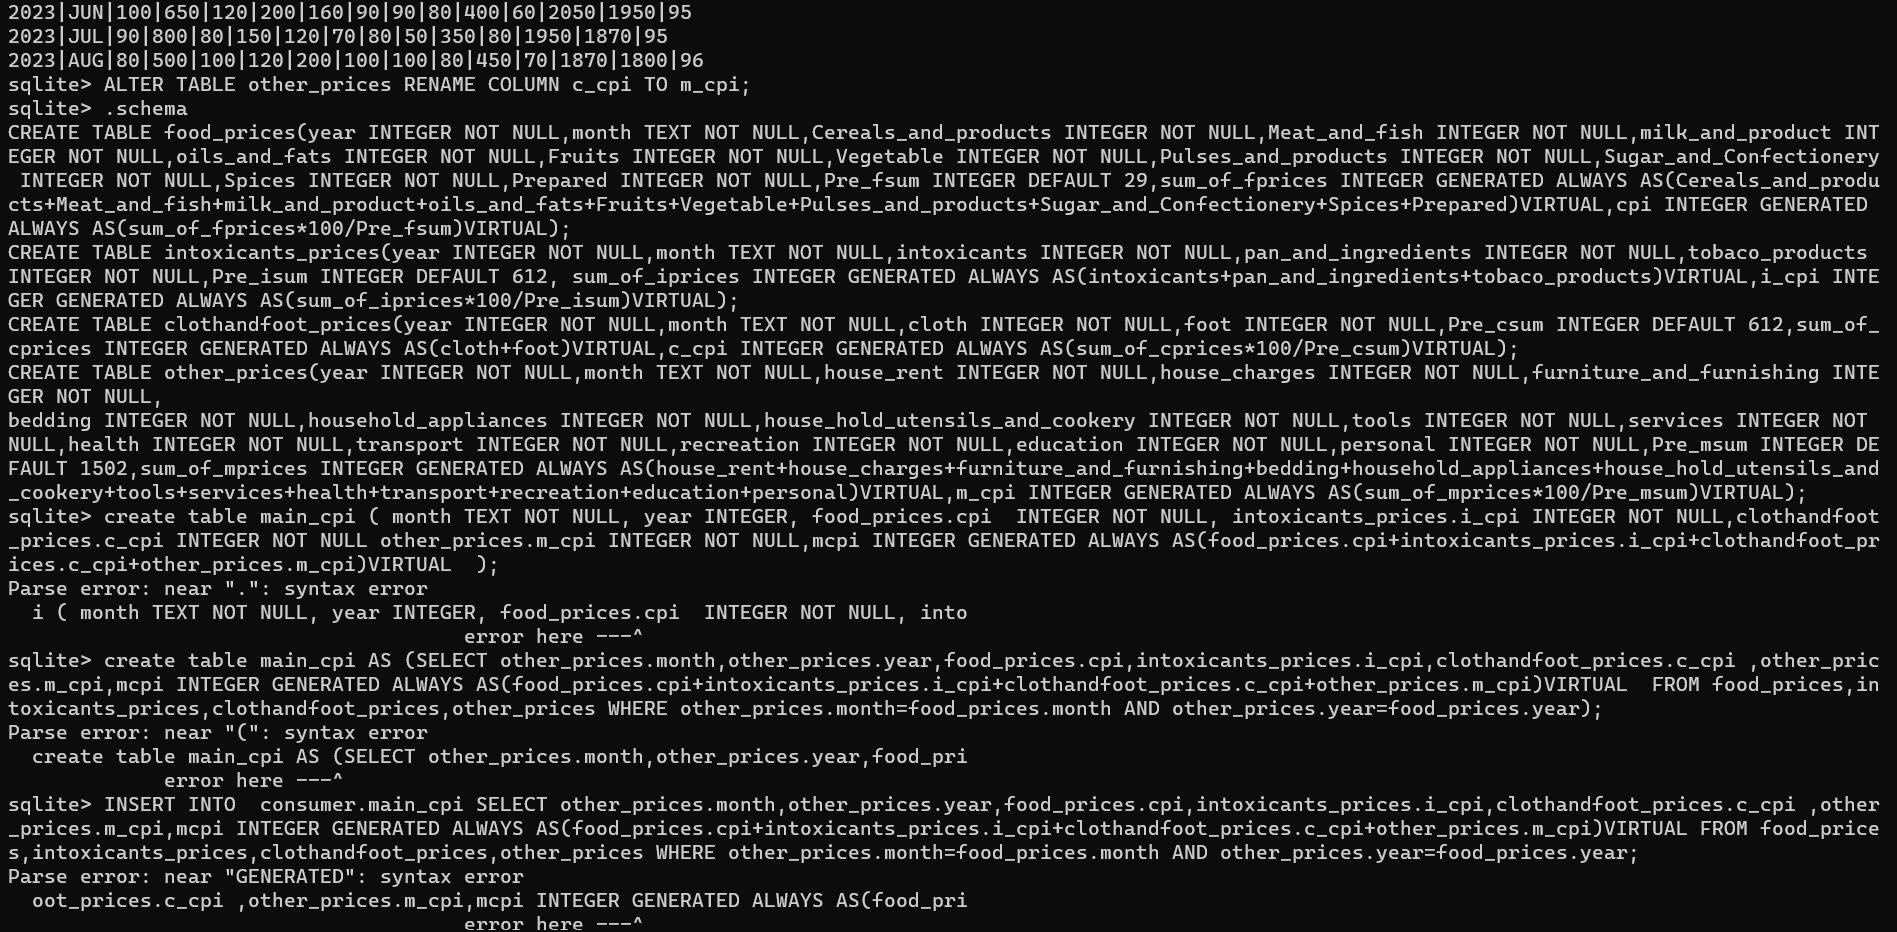 2023|JUN|100|650|120|200|160|90|90|80|400|60|2050|1950|95
2023|JUL|90|800|80|150|120|70|80|50|350|80|1950|1870|95
2023|AUG|80|500|100|120|200|100|100|80|450|70|1870|1800|96
sqlite> ALTER TABLE other_prices RENAME COLUMN c_cpi TO m_cpi;
sqlite> .schema
CREATE TABLE food_prices(year INTEGER NOT NULL,month TEXT NOT NULL,Cereals_and_products INTEGER NOT NULL,Meat_and_fish INTEGER NOT NULL,milk_and_product INT
EGER NOT NULL,oils_and_fats INTEGER NOT NULL,Fruits INTEGER NOT NULL,Vegetable INTEGER NOT NULL,Pulses_and_products INTEGER NOT NULL,Sugar_and_Confectionery
 INTEGER NOT NULL,Spices INTEGER NOT NULL,Prepared INTEGER NOT NULL,Pre_fsum INTEGER DEFAULT 29,sum_of_fprices INTEGER GENERATED ALWAYS AS(Cereals_and_produ
cts+Meat_and_fish+milk_and_product+oils_and_fats+Fruits+Vegetable+Pulses_and_products+Sugar_and_Confectionery+Spices+Prepared)VIRTUAL,cpi INTEGER GENERATED
ALWAYS AS(sum_of_fprices*100/Pre_fsum)VIRTUAL);
CREATE TABLE intoxicants_prices(year INTEGER NOT NULL,month TEXT NOT NULL,intoxicants INTEGER NOT NULL,pan_and_ingredients INTEGER NOT NULL,tobaco_products
INTEGER NOT NULL,Pre_isum INTEGER DEFAULT 612, sum_of_iprices INTEGER GENERATED ALWAYS AS(intoxicants+pan_and_ingredients+tobaco_products)VIRTUAL,i_cpi INTE
GER GENERATED ALWAYS AS(sum_of_iprices*100/Pre_isum)VIRTUAL);
CREATE TABLE clothandfoot_prices(year INTEGER NOT NULL,month TEXT NOT NULL,cloth INTEGER NOT NULL,foot INTEGER NOT NULL,Pre_csum INTEGER DEFAULT 612,sum_of_
cprices INTEGER GENERATED ALWAYS AS(cloth+foot)VIRTUAL,c_cpi INTEGER GENERATED ALWAYS AS(sum_of_cprices*100/Pre_csum)VIRTUAL);
CREATE TABLE other_prices(year INTEGER NOT NULL,month TEXT NOT NULL,house_rent INTEGER NOT NULL,house_charges INTEGER NOT NULL,furniture_and_furnishing INTE
GER NOT NULL,
bedding INTEGER NOT NULL,household_appliances INTEGER NOT NULL,house_hold_utensils_and_cookery INTEGER NOT NULL,tools INTEGER NOT NULL,services INTEGER NOT
NULL,health INTEGER NOT NULL,transport INTEGER NOT NULL,recreation INTEGER NOT NULL,education INTEGER NOT NULL,personal INTEGER NOT NULL,Pre_msum INTEGER DE
FAULT 1502,sum_of_mprices INTEGER GENERATED ALWAYS AS(house_rent+house_charges+furniture_and_furnishing+bedding+household_appliances+house_hold_utensils_and
_cookery+tools+services+health+transport+recreation+education+personal)VIRTUAL,m_cpi INTEGER GENERATED ALWAYS AS(sum_of_mprices*100/Pre_msum)VIRTUAL);
sqlite> create table main_cpi ( month TEXT NOT NULL, year INTEGER, food_prices.cpi  INTEGER NOT NULL, intoxicants_prices.i_cpi INTEGER NOT NULL,clothandfoot
_prices.c_cpi INTEGER NOT NULL other_prices.m_cpi INTEGER NOT NULL,mcpi INTEGER GENERATED ALWAYS AS(food_prices.cpi+intoxicants_prices.i_cpi+clothandfoot_pr
ices.c_cpi+other_prices.m_cpi)VIRTUAL  );
Parse error: near ".": syntax error
  i ( month TEXT NOT NULL, year INTEGER, food_prices.cpi  INTEGER NOT NULL, into
                                      error here ---^
sqlite> create table main_cpi AS (SELECT other_prices.month,other_prices.year,food_prices.cpi,intoxicants_prices.i_cpi,clothandfoot_prices.c_cpi ,other_pric
es.m_cpi,mcpi INTEGER GENERATED ALWAYS AS(food_prices.cpi+intoxicants_prices.i_cpi+clothandfoot_prices.c_cpi+other_prices.m_cpi)VIRTUAL  FROM food_prices,in
toxicants_prices,clothandfoot_prices,other_prices WHERE other_prices.month=food_prices.month AND other_prices.year=food_prices.year);
Parse error: near "(": syntax error
  create table main_cpi AS (SELECT other_prices.month,other_prices.year,food_pri
             error here ---^
sqlite> INSERT INTO  consumer.main_cpi SELECT other_prices.month,other_prices.year,food_prices.cpi,intoxicants_prices.i_cpi,clothandfoot_prices.c_cpi ,other
_prices.m_cpi,mcpi INTEGER GENERATED ALWAYS AS(food_prices.cpi+intoxicants_prices.i_cpi+clothandfoot_prices.c_cpi+other_prices.m_cpi)VIRTUAL FROM food_price
s,intoxicants_prices,clothandfoot_prices,other_prices WHERE other_prices.month=food_prices.month AND other_prices.year=food_prices.year;
Parse error: near "GENERATED": syntax error
  oot_prices.c_cpi ,other_prices.m_cpi,mcpi INTEGER GENERATED ALWAYS AS(food_pri
                                      error here ---^